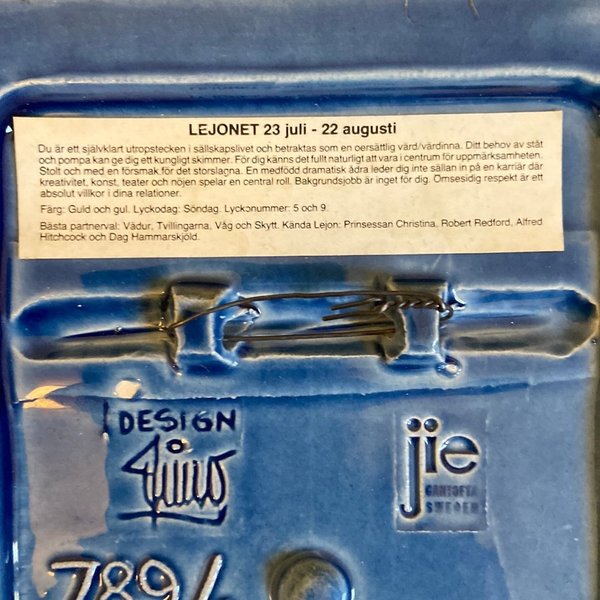 LEJONET 23 juli - 22 augusti
Du är ett självklart utropstecken i sällskapslivet och betraktas som en oersättlig värd/värdinna. Ditt behov av ståt
och pompa kan ge dig ett kungligt skimmer. För dig känns det fullt naturligt att vara i centrum för uppmärksamheten.
Stolt och med en försmak för det storslagna. En medfödd dramatisk ådra leder dig inte sällan in på en karriär där
kreativitet, konst, teater och nöjen spelar en central roll. Bakgrundsjobb är inget för dig. Ömsesidig respekt är ett
absolut villkor i dina relationer.
Färg: Guld och gul. Lyckodag: Söndag. Lyckonummer: 5 och 9.
Bästa partnerval: Vädur, Tvillingarna, Våg och Skytt. Kända Lejon: Prinsessan Christina, Robert Redford, Alfred
Hitchcock och Dag Hammarskjöld.
DESIGN
jie
GANTOFTA
SWEDEN